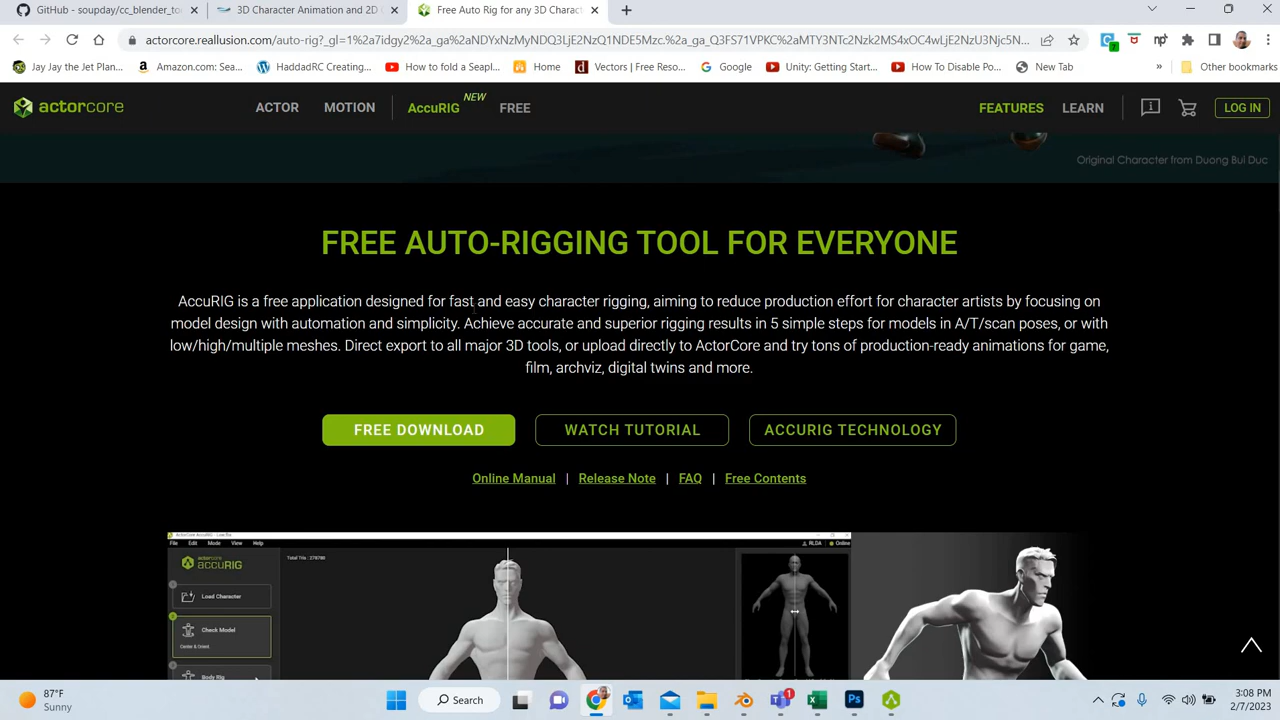 GitHub - soupday/cc_blender_to
3D Character Animation and 2D
Free Auto Rig for any 3D Charact
actorcore.reallusion.com/auto-rig?_gl=1%2a7idgy2%2a_ga%2aNDYxNzMyNDQ3LjE2NzQ1NDE5Mzc.%2a_ga_Q3FS71VPKC%2aMTY3NTc2Nzk2MS4xOC4wLjE2NzU3Njc5N...
Jay Jay the Jet Plan...
Amazon.com: Sea...
HaddadRC Creating...
How to fold a Seapl...
Home
Vectors | Free Reso...
Google
Unity: Getting Start...
How To Disable Po...
New Tab
»
Other bookmarks
actorcore
ACTOR
MOTION
AccuRIG
NEW
FREE
FEATURES
LEARN
LOG IN
Original Character from Duong Bui Duc
FREE AUTO-RIGGING TOOL FOR EVERYONE
AccuRIG is a free application designed for fast and easy character rigging, aiming to reduce production effort for character artists by focusing on
model design with automation and simplicity. Achieve accurate and superior rigging results in 5 simple steps for models in A/T/scan poses, or with
low/high/multiple meshes. Direct export to all major 3D tools, or upload directly to ActorCore and try tons of production-ready animations for game,
film, archviz, digital twins and more.
FREE DOWNLOAD
WATCH TUTORIAL
ACCURIG TECHNOLOGY
Online Manual | Release Note | FAQ | Free Contents
File Edit Mode View Help
RLDA Online
actorcore
accuRIG
Total Tris : 276786
Load Character
Check Model
Center & Orient
Body Rig
87°F
Sunny
Search
1
3:08 PM
2/7/2023